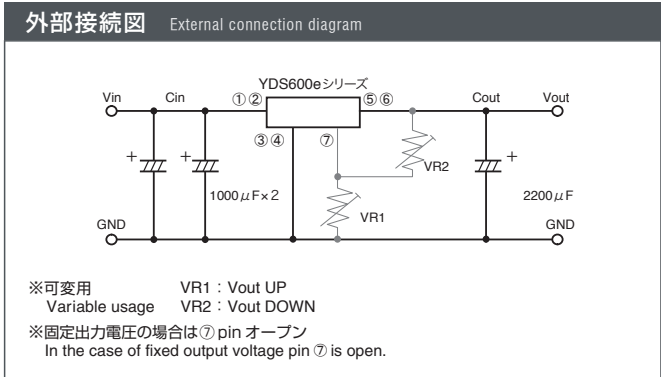 外部接続図 External connection diagram
YDS600eシリーズ
Vin Cin ①② ⑤⑥ Cout Vout
③④ ⑦
+ + VR2 +
1000μF×2 VR1 2200μF
GND GND
※可変用 VR1:Vout UP
Variable usage VR2:Vout DOWN
※固定出力電圧の場合は⑦pin オープン
In the case of fixed output voltage pin ⑦ is open.